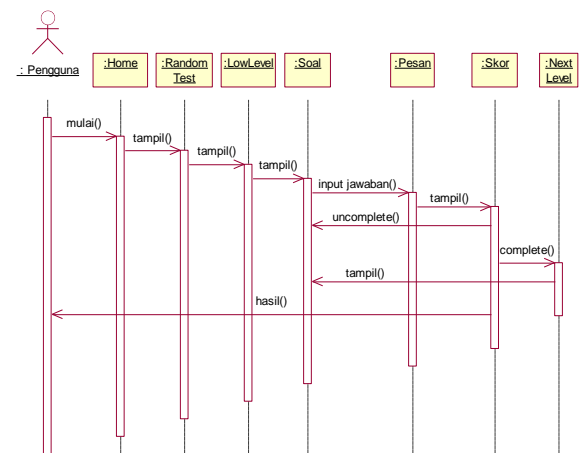 : Pengguna
:Home
:Random
Test
:LowLevel
:Soal
:Pesan
:Skor
:Next
Level
mulai()
tampil()
tampil()
tampil()
input jawaban()
tampil()
uncomplete()
complete()
tampil()
hasil()